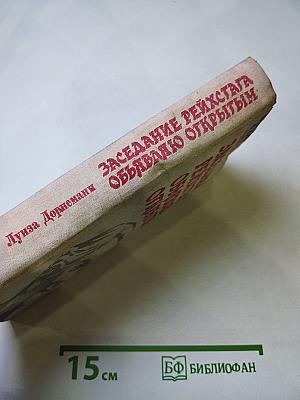 Луиза Дорнеманн
ЗАСЕДАНИЕ РЕЙХСТАГА
ОБЪЯВЛЯЮ ОТКРЫТЫМ
15 см
БФ БИБЛИОФАН